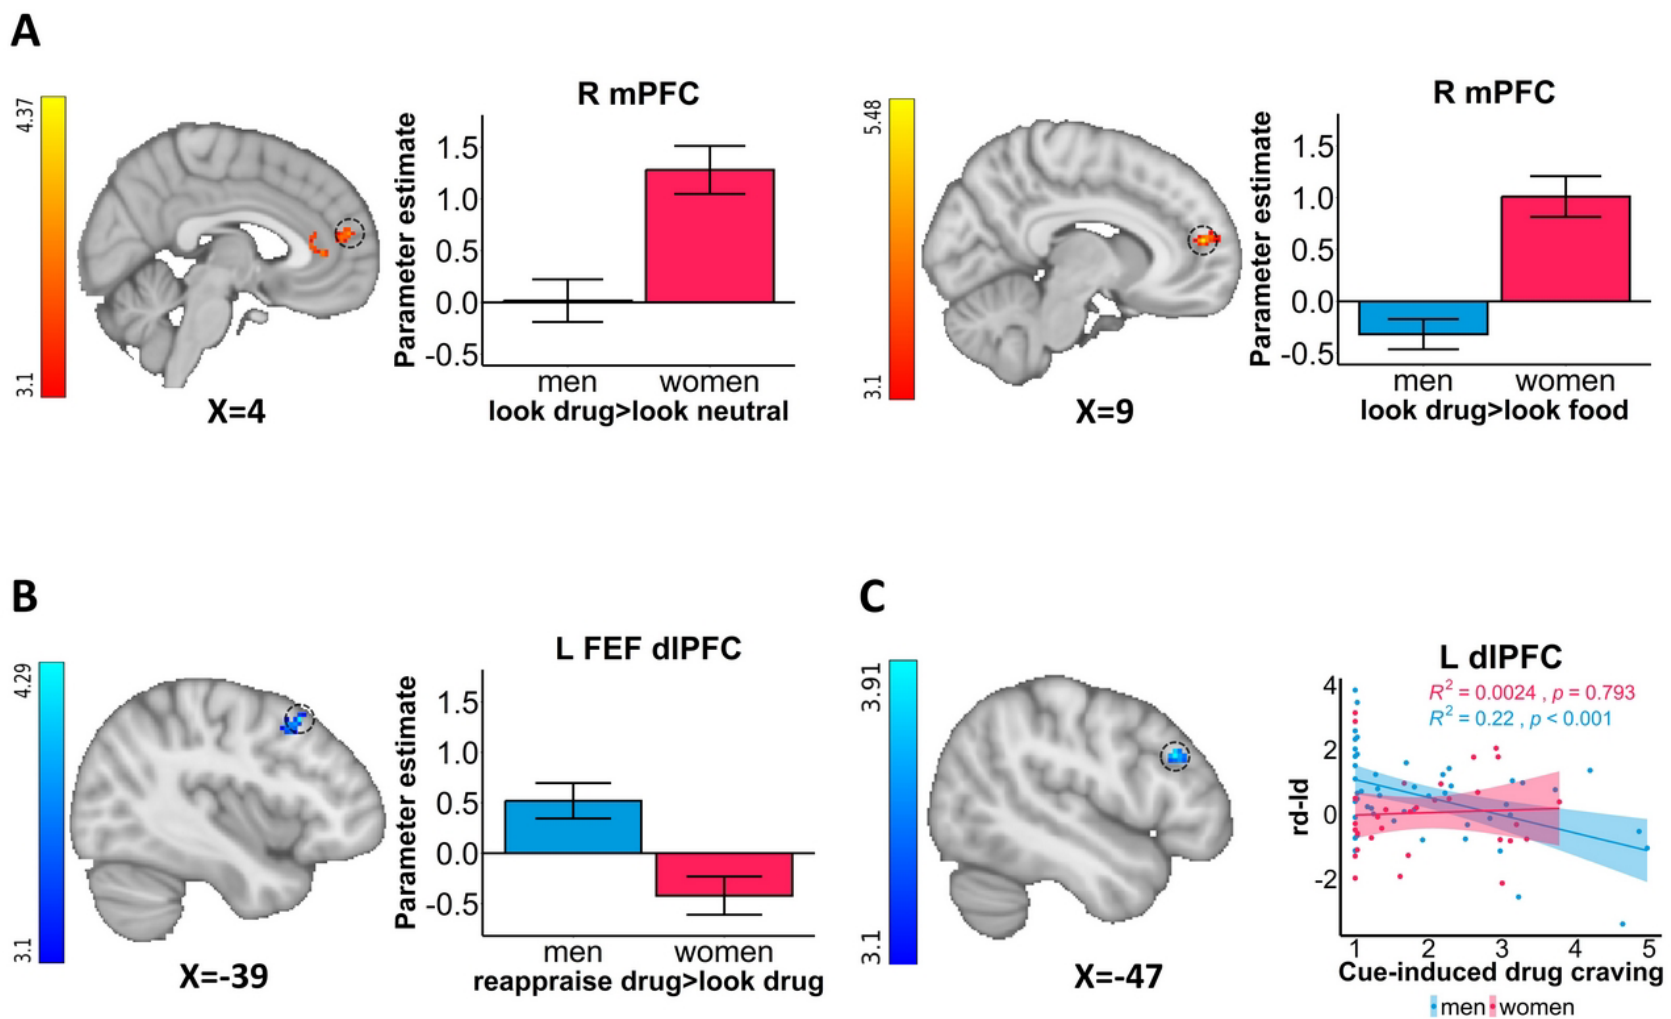 A
4.37
3.1
X=4
R mPFC
Parameter estimate
1.5
1.0
0.5
0.0
-0.5
men women
look drug>look neutral
5.48
3.1
X=9
R mPFC
Parameter estimate
1.5
1.0
0.5
0.0
-0.5
men women
look drug>look food
B
4.29
3.1
X=-39
L FEF dlPFC
Parameter estimate
1.5
1.0
0.5
0.0
-0.5
men women
reappraise drug>look drug
C
3.91
3.1
X=-47
L dlPFC
R² = 0.0024 , p = 0.793
R² = 0.22 , p < 0.001
rd-ld
4
2
0
-2
1 2 3 4 5
Cue-induced drug craving
men women